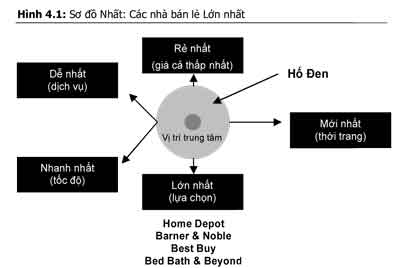 Hình 4.1: Sơ đồ Nhất: Các nhà bán lẻ Lớn nhất
Rẻ nhất
(giá cả thấp nhất)
Dễ nhất
(dịch vụ)
Hố Đen
Vị trí trung tâm
Mới nhất
(thời trang)
Nhanh nhất
(tốc độ)
Lớn nhất
(lựa chọn)
Home Depot
Barner & Noble
Best Buy
Bed Bath & Beyond